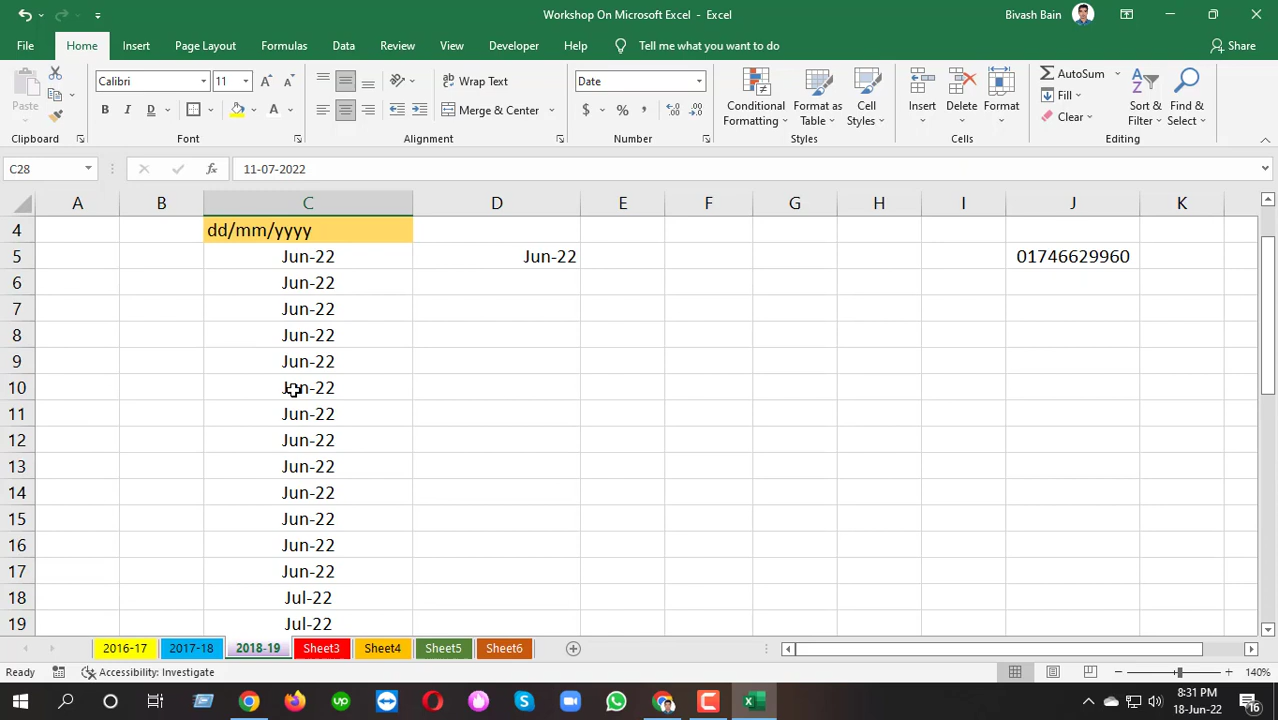 Workshop On Microsoft Excel - Excel
Bivash Bain
File Home Insert Page Layout Formulas Data Review View Developer Help Tell me what you want to do Share
Paste
Clipboard
Calibri 11
B I D A
Font
Wrap Text
Merge & Center
Alignment
Date
$ % ,
Number
Conditional Formatting
Format as Table
Cell Styles
Styles
Insert
Delete
Format
Cells
AutoSum
Fill
Clear
Sort & Filter
Find & Select
Editing
C28 fx 11-07-2022
A B C D E F G H I J K
4 dd/mm/yyyy
5 Jun-22 Jun-22 01746629960
6 Jun-22
7 Jun-22
8 Jun-22
9 Jun-22
10 Jun-22
11 Jun-22
12 Jun-22
13 Jun-22
14 Jun-22
15 Jun-22
16 Jun-22
17 Jun-22
18 Jul-22
19 Jul-22
2016-17 2017-18 2018-19 Sheet3 Sheet4 Sheet5 Sheet6
Ready Accessibility: Investigate 140%
8:31 PM
18-Jun-22
16